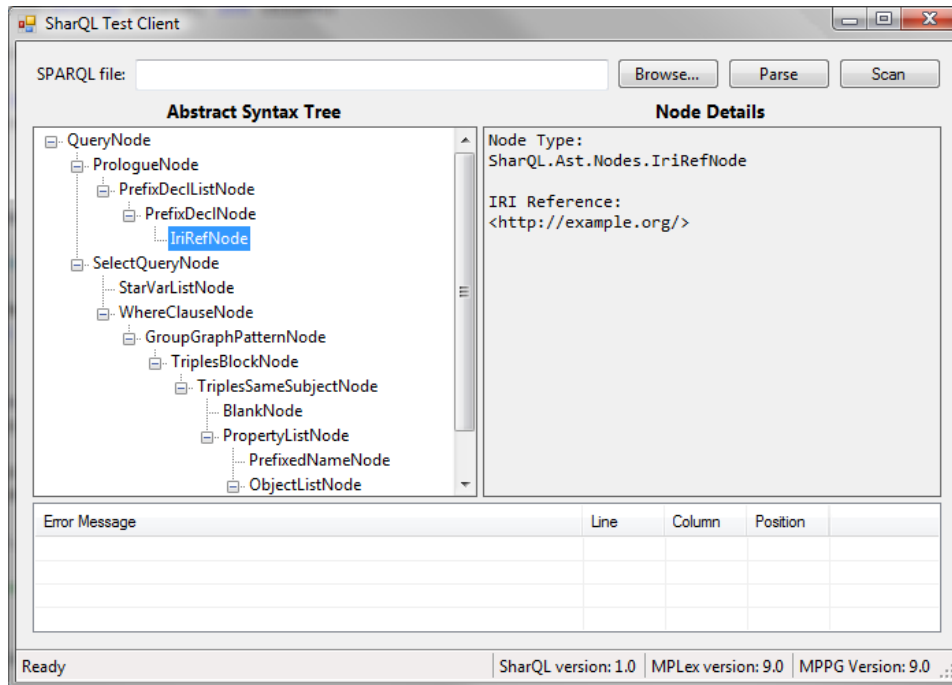 SharQL Test Client
SPARQL file:
Browse...
Parse
Scan
Abstract Syntax Tree
Node Details
QueryNode
PrologueNode
PrefixDeclListNode
PrefixDeclNode
IriRefNode
SelectQueryNode
StarVarListNode
WhereClauseNode
GroupGraphPatternNode
TriplesBlockNode
TriplesSameSubjectNode
BlankNode
PropertyListNode
PrefixedNameNode
ObjectListNode
Node Type:
SharQL.Ast.Nodes.IriRefNode
IRI Reference:
<http://example.org/>
Error Message Line Column Position
Ready SharQL version: 1.0 MPLex version: 9.0 MPPG Version: 9.0